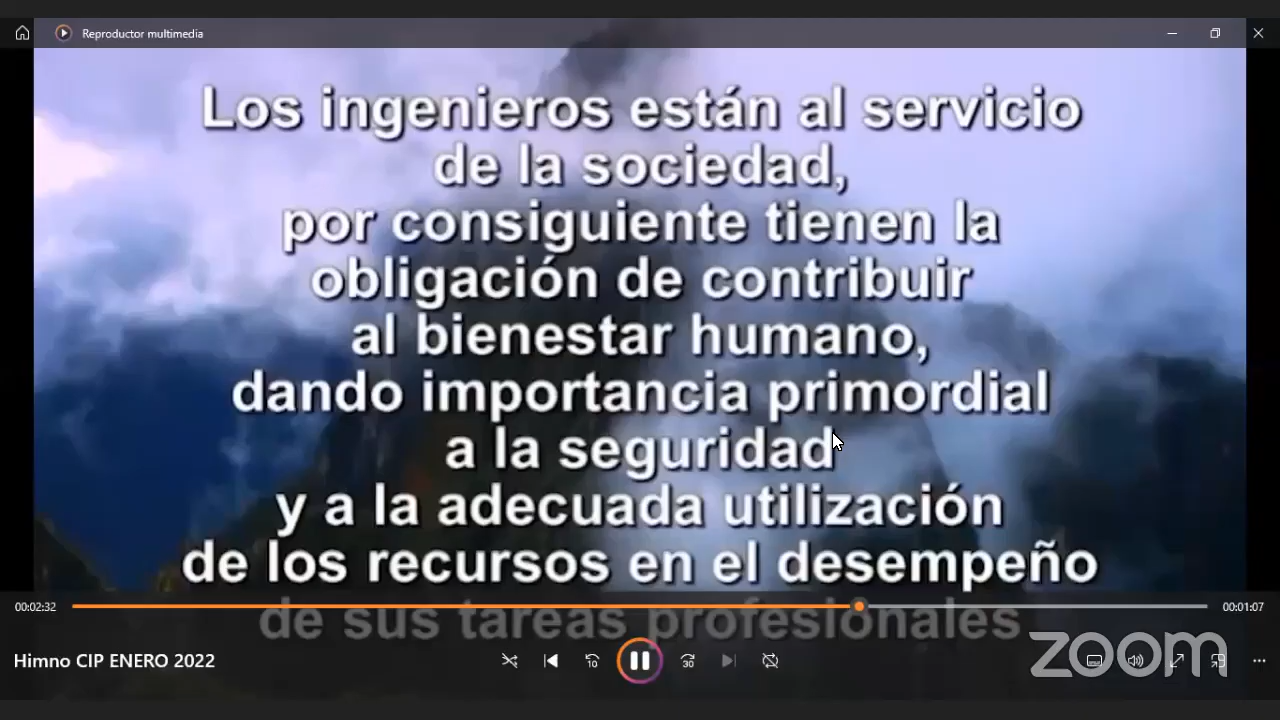 Reproductor multimedia
Los ingenieros están al servicio
de la sociedad,
por consiguiente tienen la
obligación de contribuir
al bienestar humano,
dando importancia primordial
a la seguridad
y a la adecuada utilización
de los recursos en el desempeño
de sus tareas profesionales
00:02:32
00:01:07
Himno CIP ENERO 2022
10
30
zoom